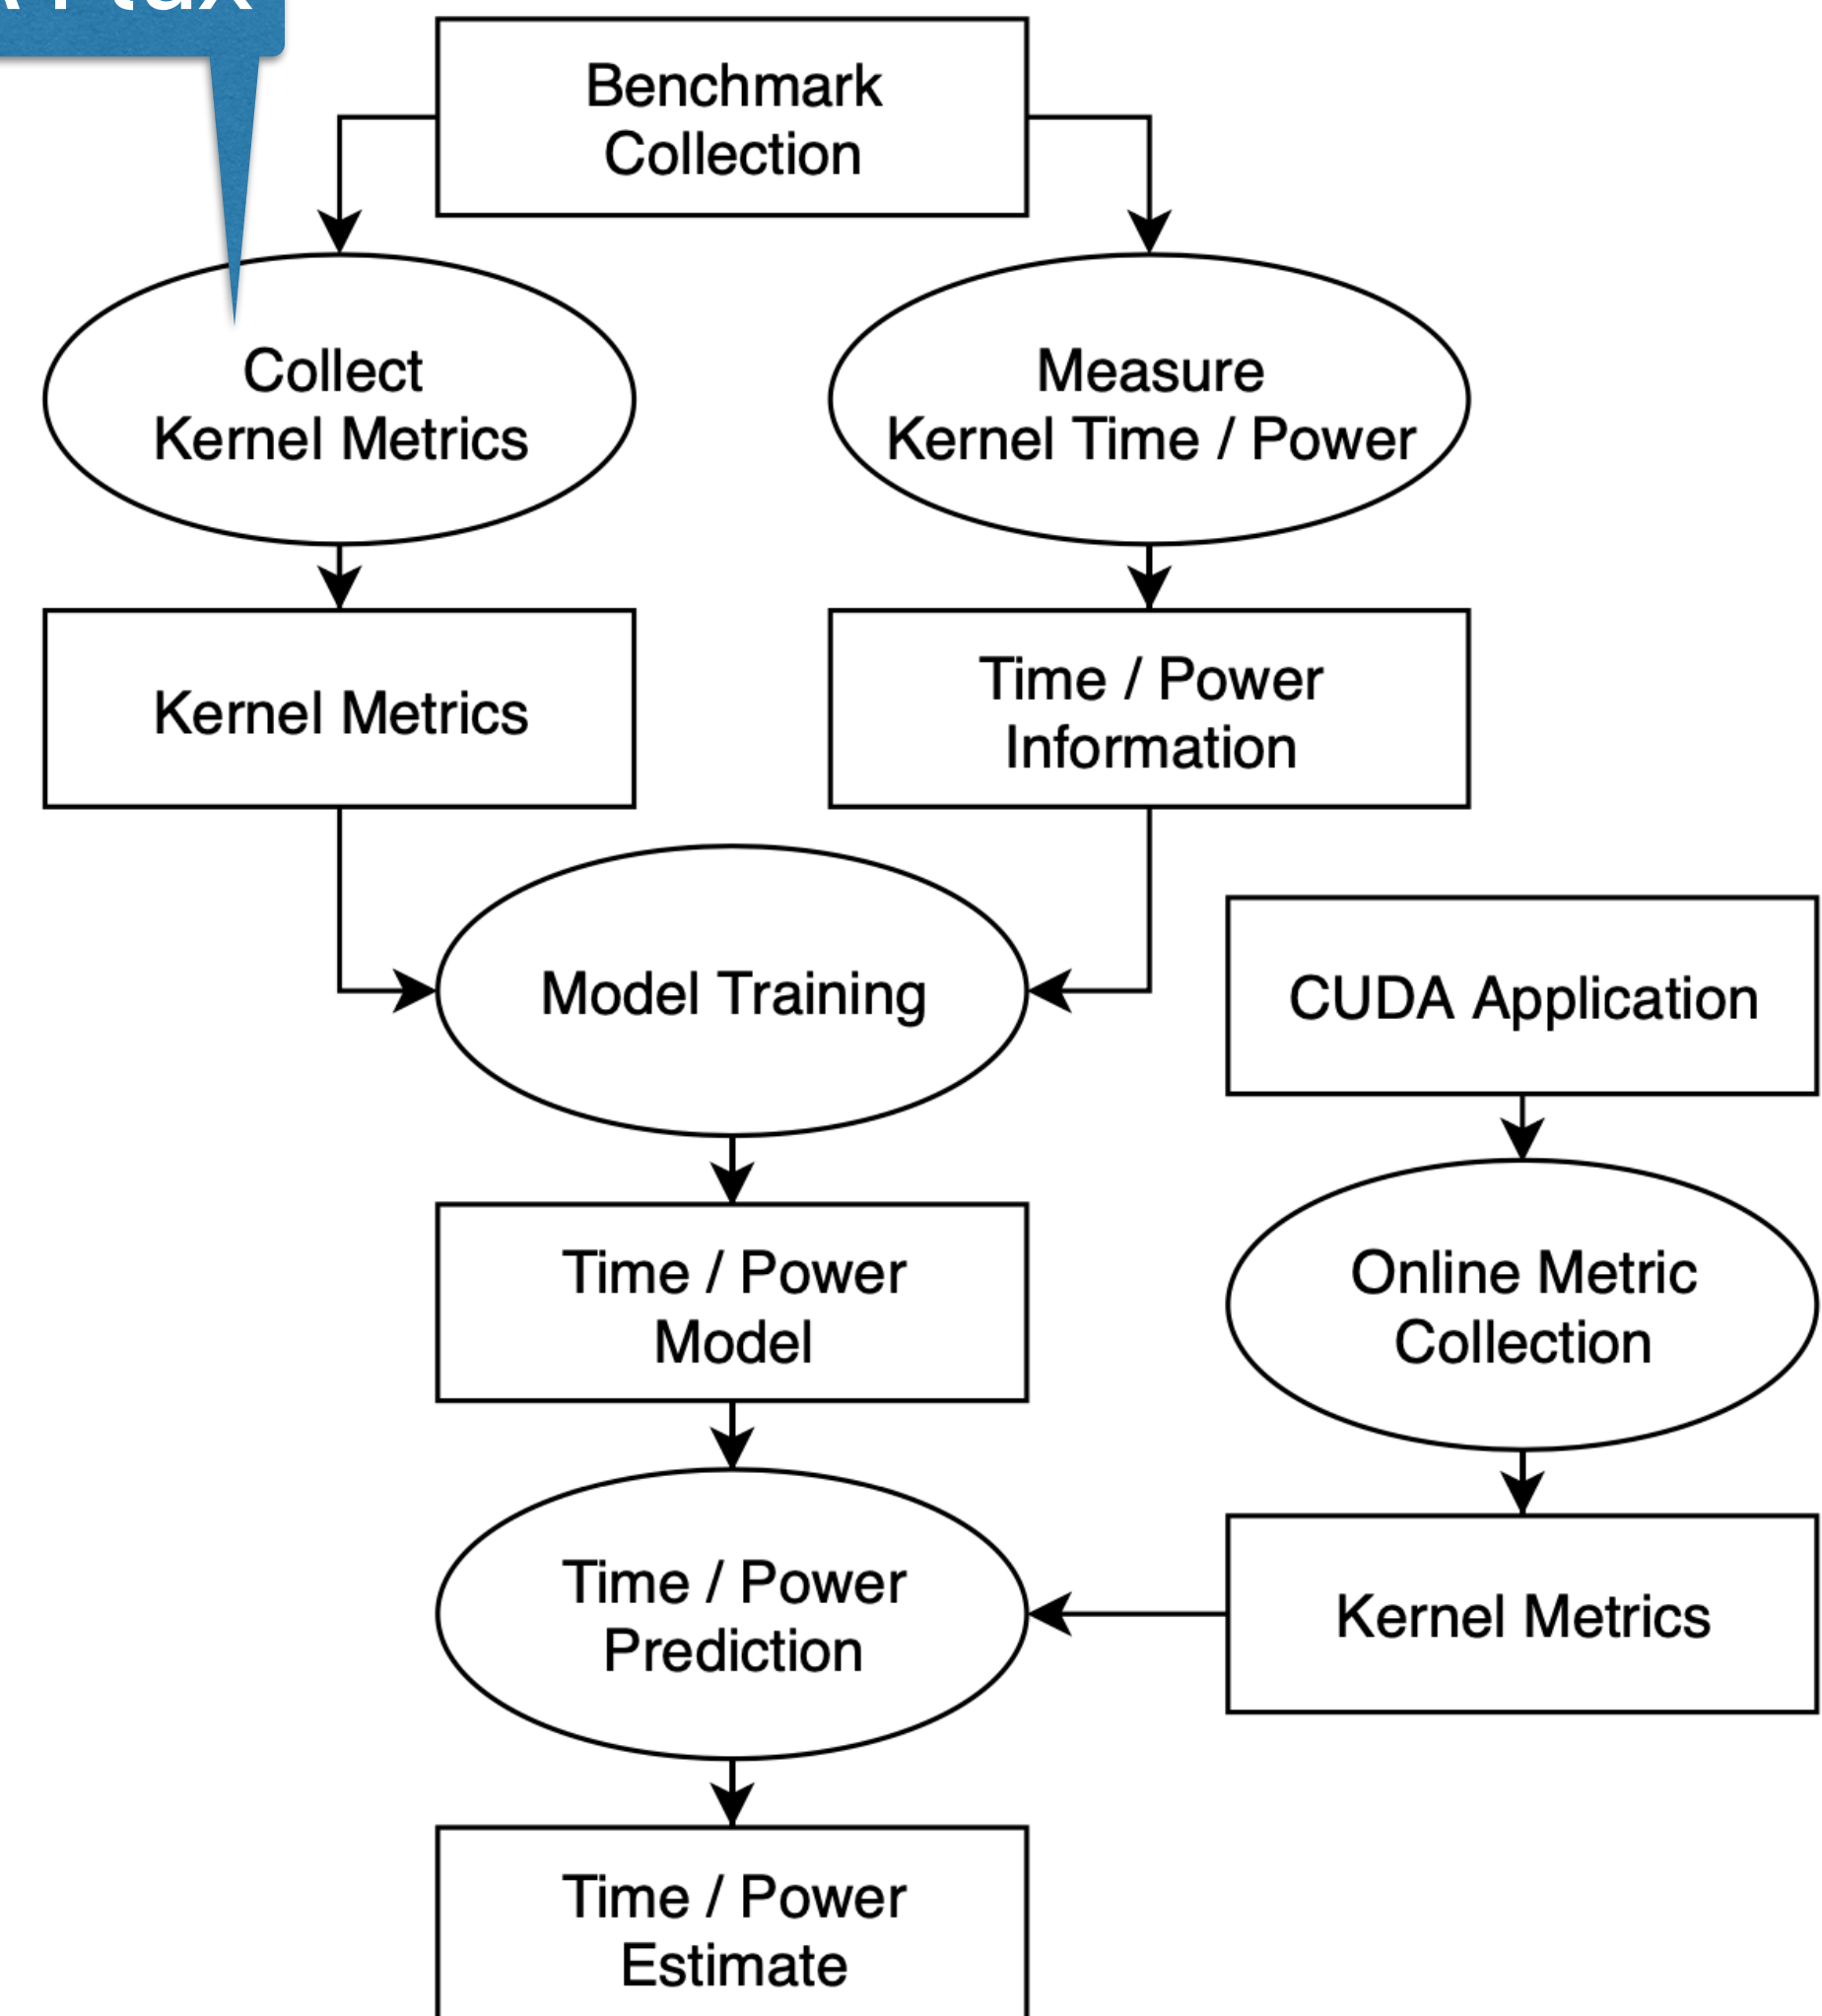 Benchmark
Collection
Collect
Kernel Metrics
Measure
Kernel Time / Power
Kernel Metrics
Time / Power
Information
Model Training
CUDA Application
Time / Power
Model
Online Metric
Collection
Time / Power
Prediction
Kernel Metrics
Time / Power
Estimate